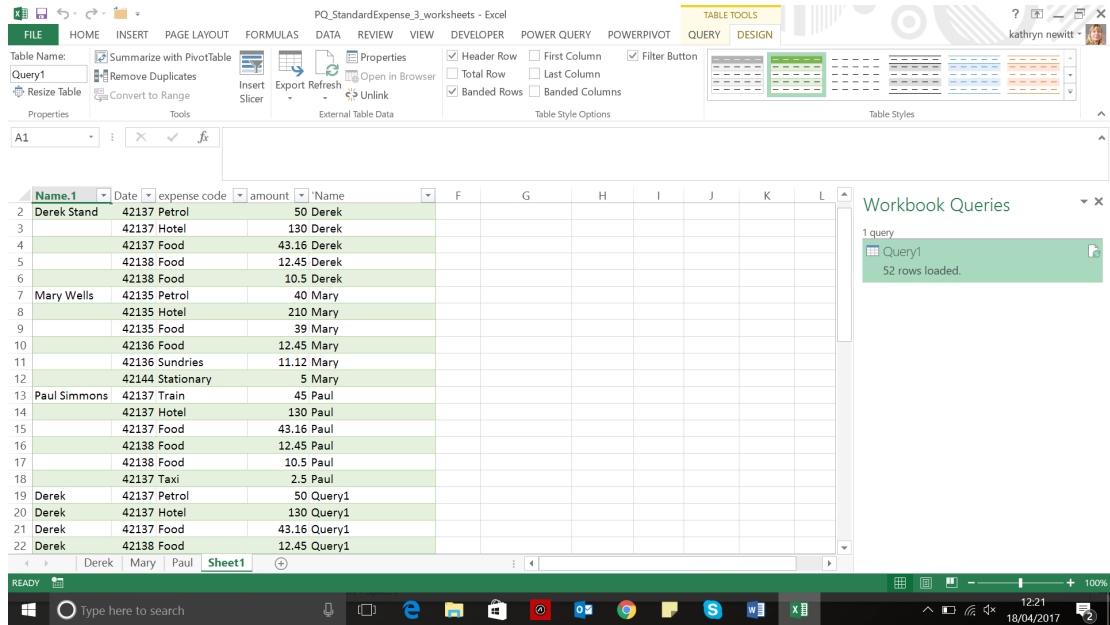 PQ_StandardExpense_3_worksheets - Excel
TABLE TOOLS
?
FILE HOME INSERT PAGE LAYOUT FORMULAS DATA REVIEW VIEW DEVELOPER POWER QUERY POWERPIVOT QUERY DESIGN kathryn newitt
Table Name: Summarize with PivotTable Properties Header Row First Column Filter Button
Query1 Remove Duplicates Insert Slicer Export Refresh Open in Browser Total Row Last Column
Resize Table Convert to Range Unlink Banded Rows Banded Columns
Properties Tools External Table Data Table Style Options Table Styles
A1 fx
Name.1 Date expense code amount 'Name F G H I J K L
2 Derek Stand 42137 Petrol 50 Derek
3 42137 Hotel 130 Derek
4 42137 Food 43.16 Derek
5 42138 Food 12.45 Derek
6 42138 Food 10.5 Derek
7 Mary Wells 42135 Petrol 40 Mary
8 42135 Hotel 210 Mary
9 42135 Food 39 Mary
10 42136 Food 12.45 Mary
11 42136 Sundries 11.12 Mary
12 42144 Stationary 5 Mary
13 Paul Simmons 42137 Train 45 Paul
14 42137 Hotel 130 Paul
15 42137 Food 43.16 Paul
16 42138 Food 12.45 Paul
17 42138 Food 10.5 Paul
18 42137 Taxi 2.5 Paul
19 Derek 42137 Petrol 50 Query1
20 Derek 42137 Hotel 130 Query1
21 Derek 42137 Food 43.16 Query1
22 Derek 42138 Food 12.45 Query1
Workbook Queries
1 query
Query1
52 rows loaded.
Derek Mary Paul Sheet1
READY 100%
Type here to search
12:21
18/04/2017
2